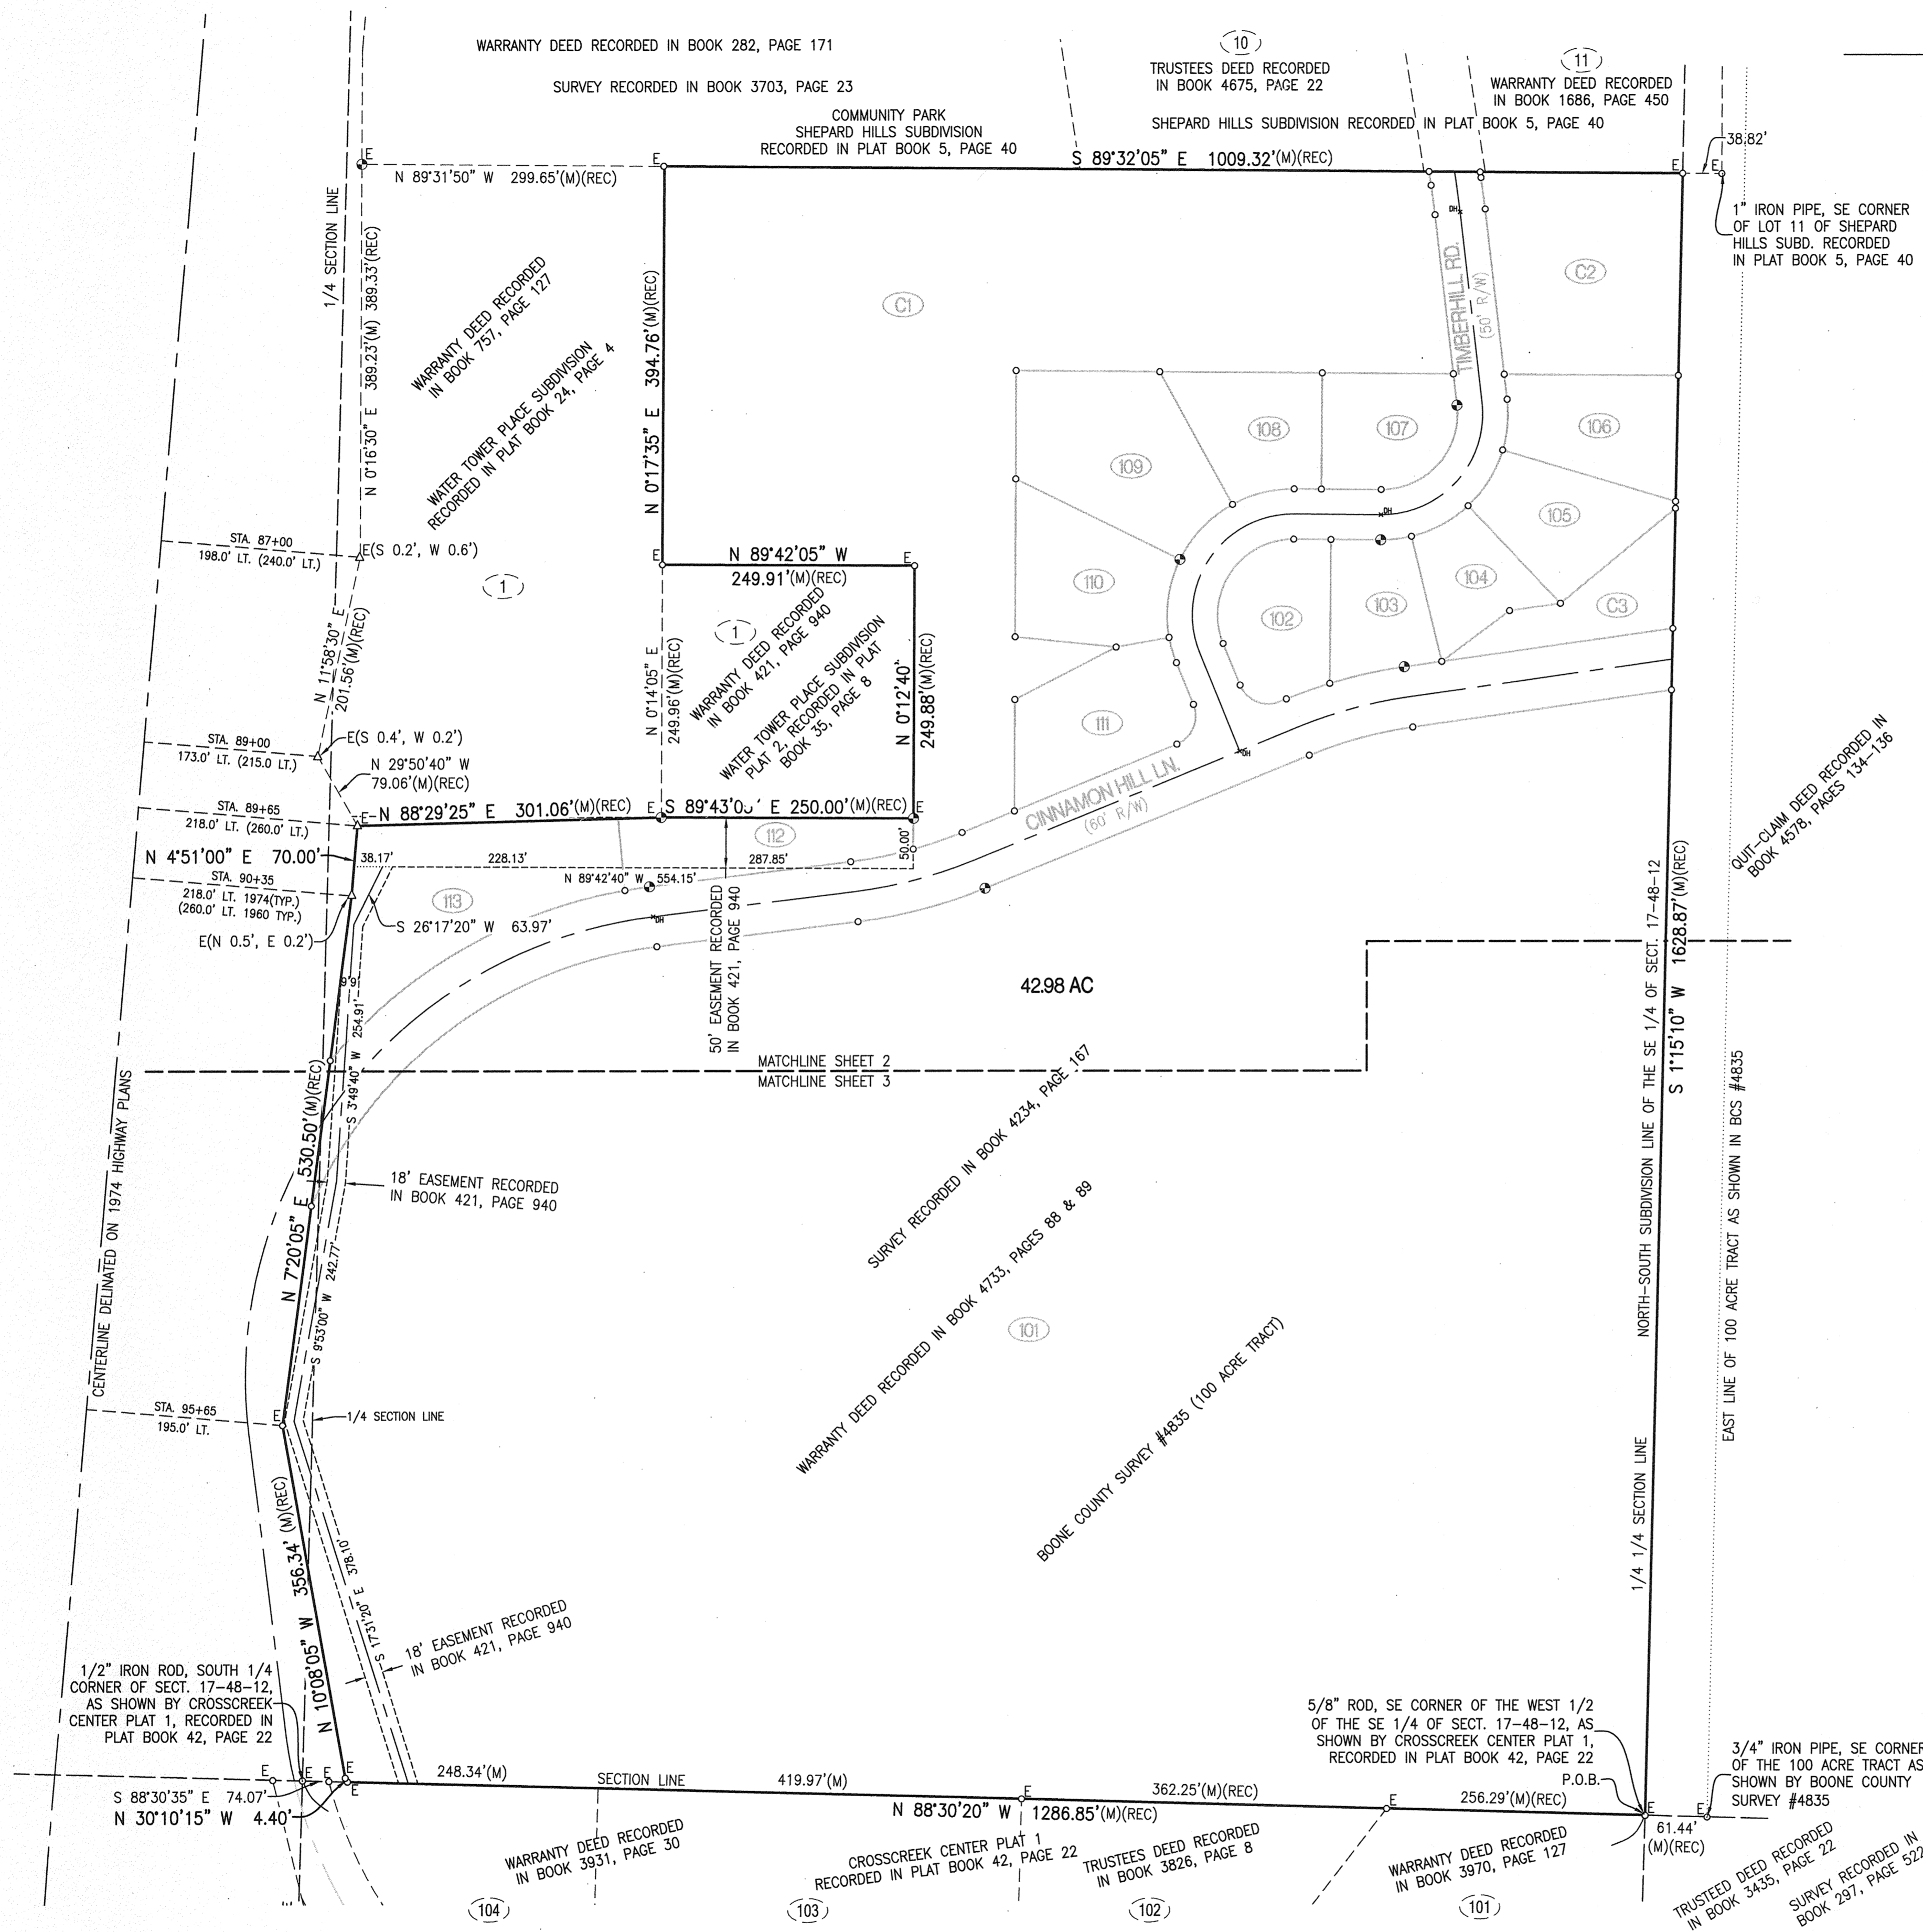 WARRANTY DEED RECORDED IN BOOK 282, PAGE 171
SURVEY RECORDED IN BOOK 3703, PAGE 23
COMMUNITY PARK
SHEPARD HILLS SUBDIVISION
RECORDED IN PLAT BOOK 5, PAGE 40
10
TRUSTEES DEED RECORDED
IN BOOK 4675, PAGE 22
11
WARRANTY DEED RECORDED
IN BOOK 1686, PAGE 450
SHEPARD HILLS SUBDIVISION RECORDED IN PLAT BOOK 5, PAGE 40
38.82'
E
N 89°31'50" W 299.65'(M)(REC)
E
S 89°32'05" E 1009.32'(M)(REC)
E
E
1" IRON PIPE, SE CORNER
OF LOT 11 OF SHEPARD
HILLS SUBD. RECORDED
IN PLAT BOOK 5, PAGE 40
1/4 SECTION LINE
N 0°16'30" E 389.23'(M) 389.33'(REC)
WARRANTY DEED RECORDED
IN BOOK 757, PAGE 127
WATER TOWER PLACE SUBDIVISION
RECORDED IN PLAT BOOK 24, PAGE 4
N 0°17'35" E 394.76'(M)(REC)
C1
DH
TIMBERHILL RD.
(50' R/W)
C2
108
107
106
109
105
DH
110
104
103
102
C3
111
STA. 87+00
198.0' LT. (240.0' LT.)
E(S 0.2', W 0.6')
1
E
N 89°42'05" W
E
249.91'(M)(REC)
N 11°58'30" E
201.56'(M)(REC)
N 0°14'05" E
249.96'(M)(REC)
1
WARRANTY DEED RECORDED
IN BOOK 421, PAGE 940
WATER TOWER PLACE SUBDIVISION
PLAT 2, RECORDED IN PLAT
BOOK 35, PAGE 8
N 0°12'40"
249.88'(M)(REC)
STA. 89+00
173.0' LT. (215.0 LT.)
E(S 0.4', W 0.2')
N 29°50'40" W
79.06'(M)(REC)
DH
CINNAMON HILL LN.
(60' R/W)
STA. 89+65
218.0' LT. (260.0' LT.)
E
N 88°29'25" E 301.06'(M)(REC)
E
S 89°43' E 250.00'(M)(REC)
E
112
N 4°51'00" E 70.00'
38.17'
228.13'
287.85'
50.00'
STA. 90+35
218.0' LT. 1974(TYP.)
(260.0' LT. 1960 TYP.)
N 89°42'40" W 554.15'
113
S 26°17'20" W 63.97'
DH
E(N 0.5', E 0.2')
50' EASEMENT RECORDED
IN BOOK 421, PAGE 940
42.98 AC
QUIT-CLAIM DEED RECORDED IN
BOOK 4578, PAGES 134-136
9'9'
S 3°49'40" W 254.91'
MATCHLINE SHEET 2
MATCHLINE SHEET 3
NORTH-SOUTH SUBDIVISION LINE OF THE SE 1/4 OF SECT. 17-48-12
S 1°15'10" W 1628.87'(M)(REC)
EAST LINE OF 100 ACRE TRACT AS SHOWN IN BCS #4835
CENTERLINE DELINATED ON 1974 HIGHWAY PLANS
N 7°20'05" E 530.50'(M)(REC)
18' EASEMENT RECORDED
IN BOOK 421, PAGE 940
S 9°53'00" W 242.77'
SURVEY RECORDED IN BOOK 4234, PAGE 167
WARRANTY DEED RECORDED IN BOOK 4733, PAGES 88 & 89
101
BOONE COUNTY SURVEY #4835 (100 ACRE TRACT)
STA. 95+65
195.0' LT.
E
1/4 SECTION LINE
1/4 1/4 SECTION LINE
N 10°08'05" W 356.34' (M)(REC)
S 17°31'20" E 378.10'
18' EASEMENT RECORDED
IN BOOK 421, PAGE 940
1/2" IRON ROD, SOUTH 1/4
CORNER OF SECT. 17-48-12,
AS SHOWN BY CROSSCREEK
CENTER PLAT 1, RECORDED IN
PLAT BOOK 42, PAGE 22
5/8" ROD, SE CORNER OF THE WEST 1/2
OF THE SE 1/4 OF SECT. 17-48-12, AS
SHOWN BY CROSSCREEK CENTER PLAT 1,
RECORDED IN PLAT BOOK 42, PAGE 22
P.O.B.
3/4" IRON PIPE, SE CORNER
OF THE 100 ACRE TRACT AS
SHOWN BY BOONE COUNTY
SURVEY #4835
E
E
E
E
E
S 88°30'35" E 74.07'
N 30°10'15" W 4.40'
248.34'(M)
SECTION LINE
419.97'(M)
E
362.25'(M)(REC)
E
256.29'(M)(REC)
E
E
N 88°30'20" W 1286.85'(M)(REC)
61.44'
(M)(REC)
WARRANTY DEED RECORDED
IN BOOK 3931, PAGE 30
CROSSCREEK CENTER PLAT 1
RECORDED IN PLAT BOOK 42, PAGE 22
TRUSTEES DEED RECORDED
IN BOOK 3826, PAGE 8
WARRANTY DEED RECORDED
IN BOOK 3970, PAGE 127
TRUSTEED DEED RECORDED
IN BOOK 3435, PAGE 22
SURVEY RECORDED IN
BOOK 297, PAGE 522
104
103
102
101